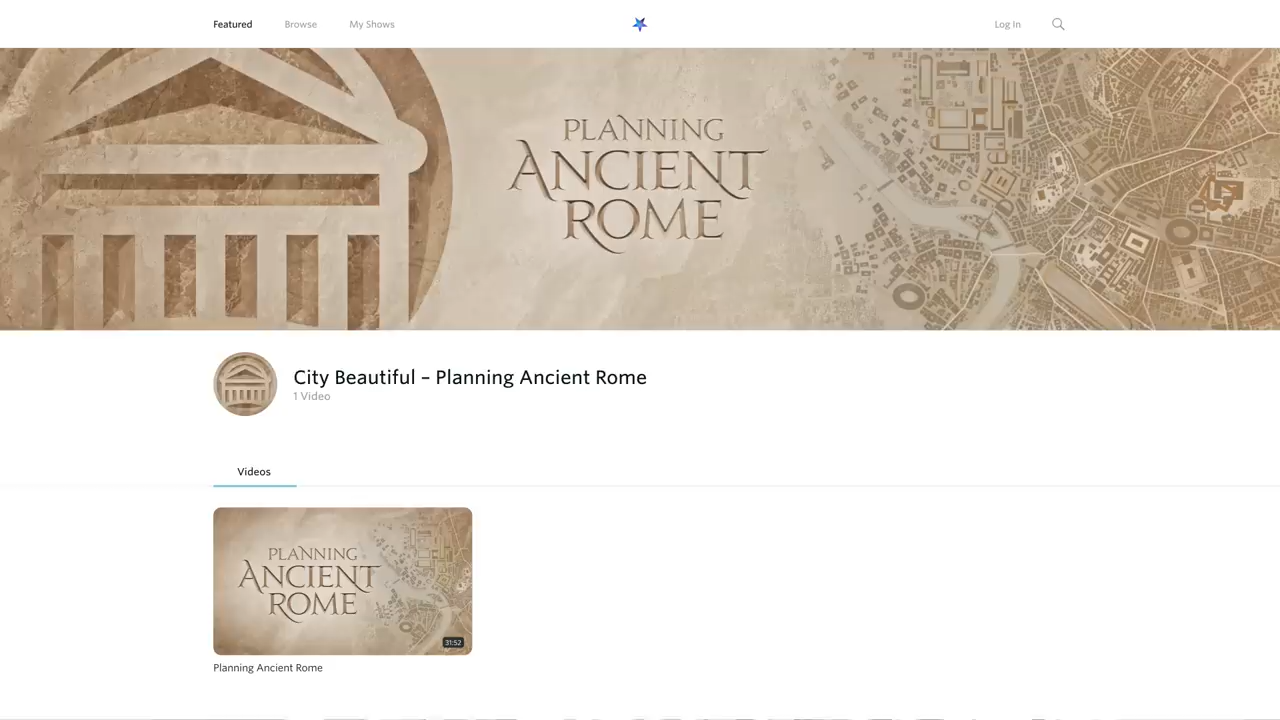 Featured
Browse
My Shows
Log In
PLANNING
ANCIENT
ROME
City Beautiful – Planning Ancient Rome
1 Video
Videos
PLANNING
ANCIENT
ROME
31:52
Planning Ancient Rome